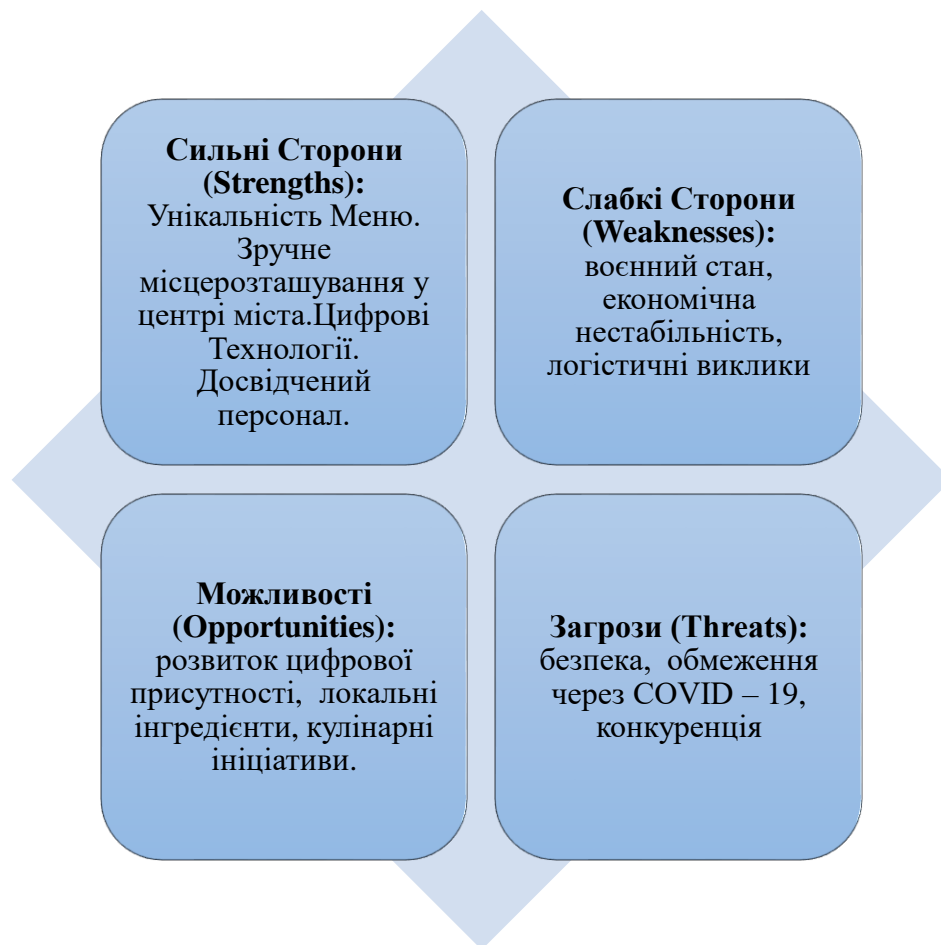 Сильні Сторони
(Strengths):
Унікальність Меню.
Зручне
місцерозташування у
центрі міста.Цифрові
Технології.
Досвідчений
персонал.
Слабкі Сторони
(Weaknesses):
воєнний стан,
економічна
нестабільність,
логістичні виклики
Можливості
(Opportunities):
розвиток цифрової
присутності, локальні
інгредієнти, кулінарні
ініціативи.
Загрози (Threats):
безпека, обмеження
через COVID – 19,
конкуренція